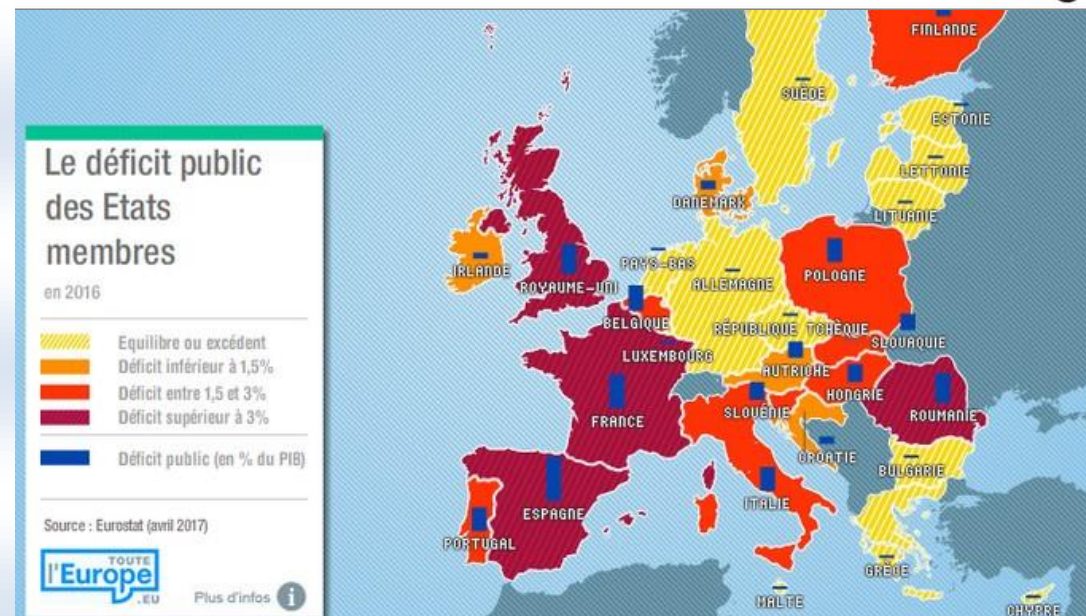 Le déficit public
des Etats
membres
en 2016
Equilibre ou excédent
Déficit inférieur à 1,5%
Déficit entre 1,5 et 3%
Déficit supérieur à 3%
Déficit public (en % du PIB)
Source : Eurostat (avril 2017)
TOUTE
l'Europe
.EU
Plus d'infos i
FINLANDE
SUÈDE
ESTONIE
LETTONIE
DANEMARK
LITUANIE
IRLANDE
ROYAUME-UNI
PAYS-BAS
ALLEMAGNE
POLOGNE
BELGIQUE
RÉPUBLIQUE TCHÈQUE
SLOVAQUIE
LUXEMBOURG
AUTRICHE
HONGRIE
FRANCE
SLOVÉNIE
ROUMANIE
CROATIE
BULGARIE
ESPAGNE
ITALIE
PORTUGAL
GRÈCE
MALTE
CHYPRE